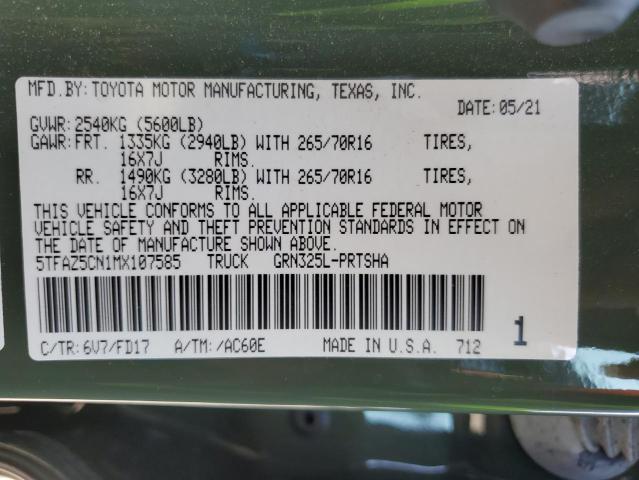 MFD.BY: TOYOTA MOTOR MANUFACTURING, TEXAS, INC.
DATE: 05/21
GVWR: 2540KG (5600LB)
GAWR: FRT. 1335KG (2940LB) WITH 265/70R16 TIRES,
16X7J RIMS.
RR. 1490KG (3280LB) WITH 265/70R16 TIRES,
16X7J RIMS.
THIS VEHICLE CONFORMS TO ALL APPLICABLE FEDERAL MOTOR
VEHICLE SAFETY AND THEFT PREVENTION STANDARDS IN EFFECT ON
THE DATE OF MANUFACTURE SHOWN ABOVE.
5TFAZ5CN1MX107585 TRUCK GRN325L-PRTSHA
1
C/TR: 6V7/FD17 A/TM: /AC60E MADE IN U.S.A. 712